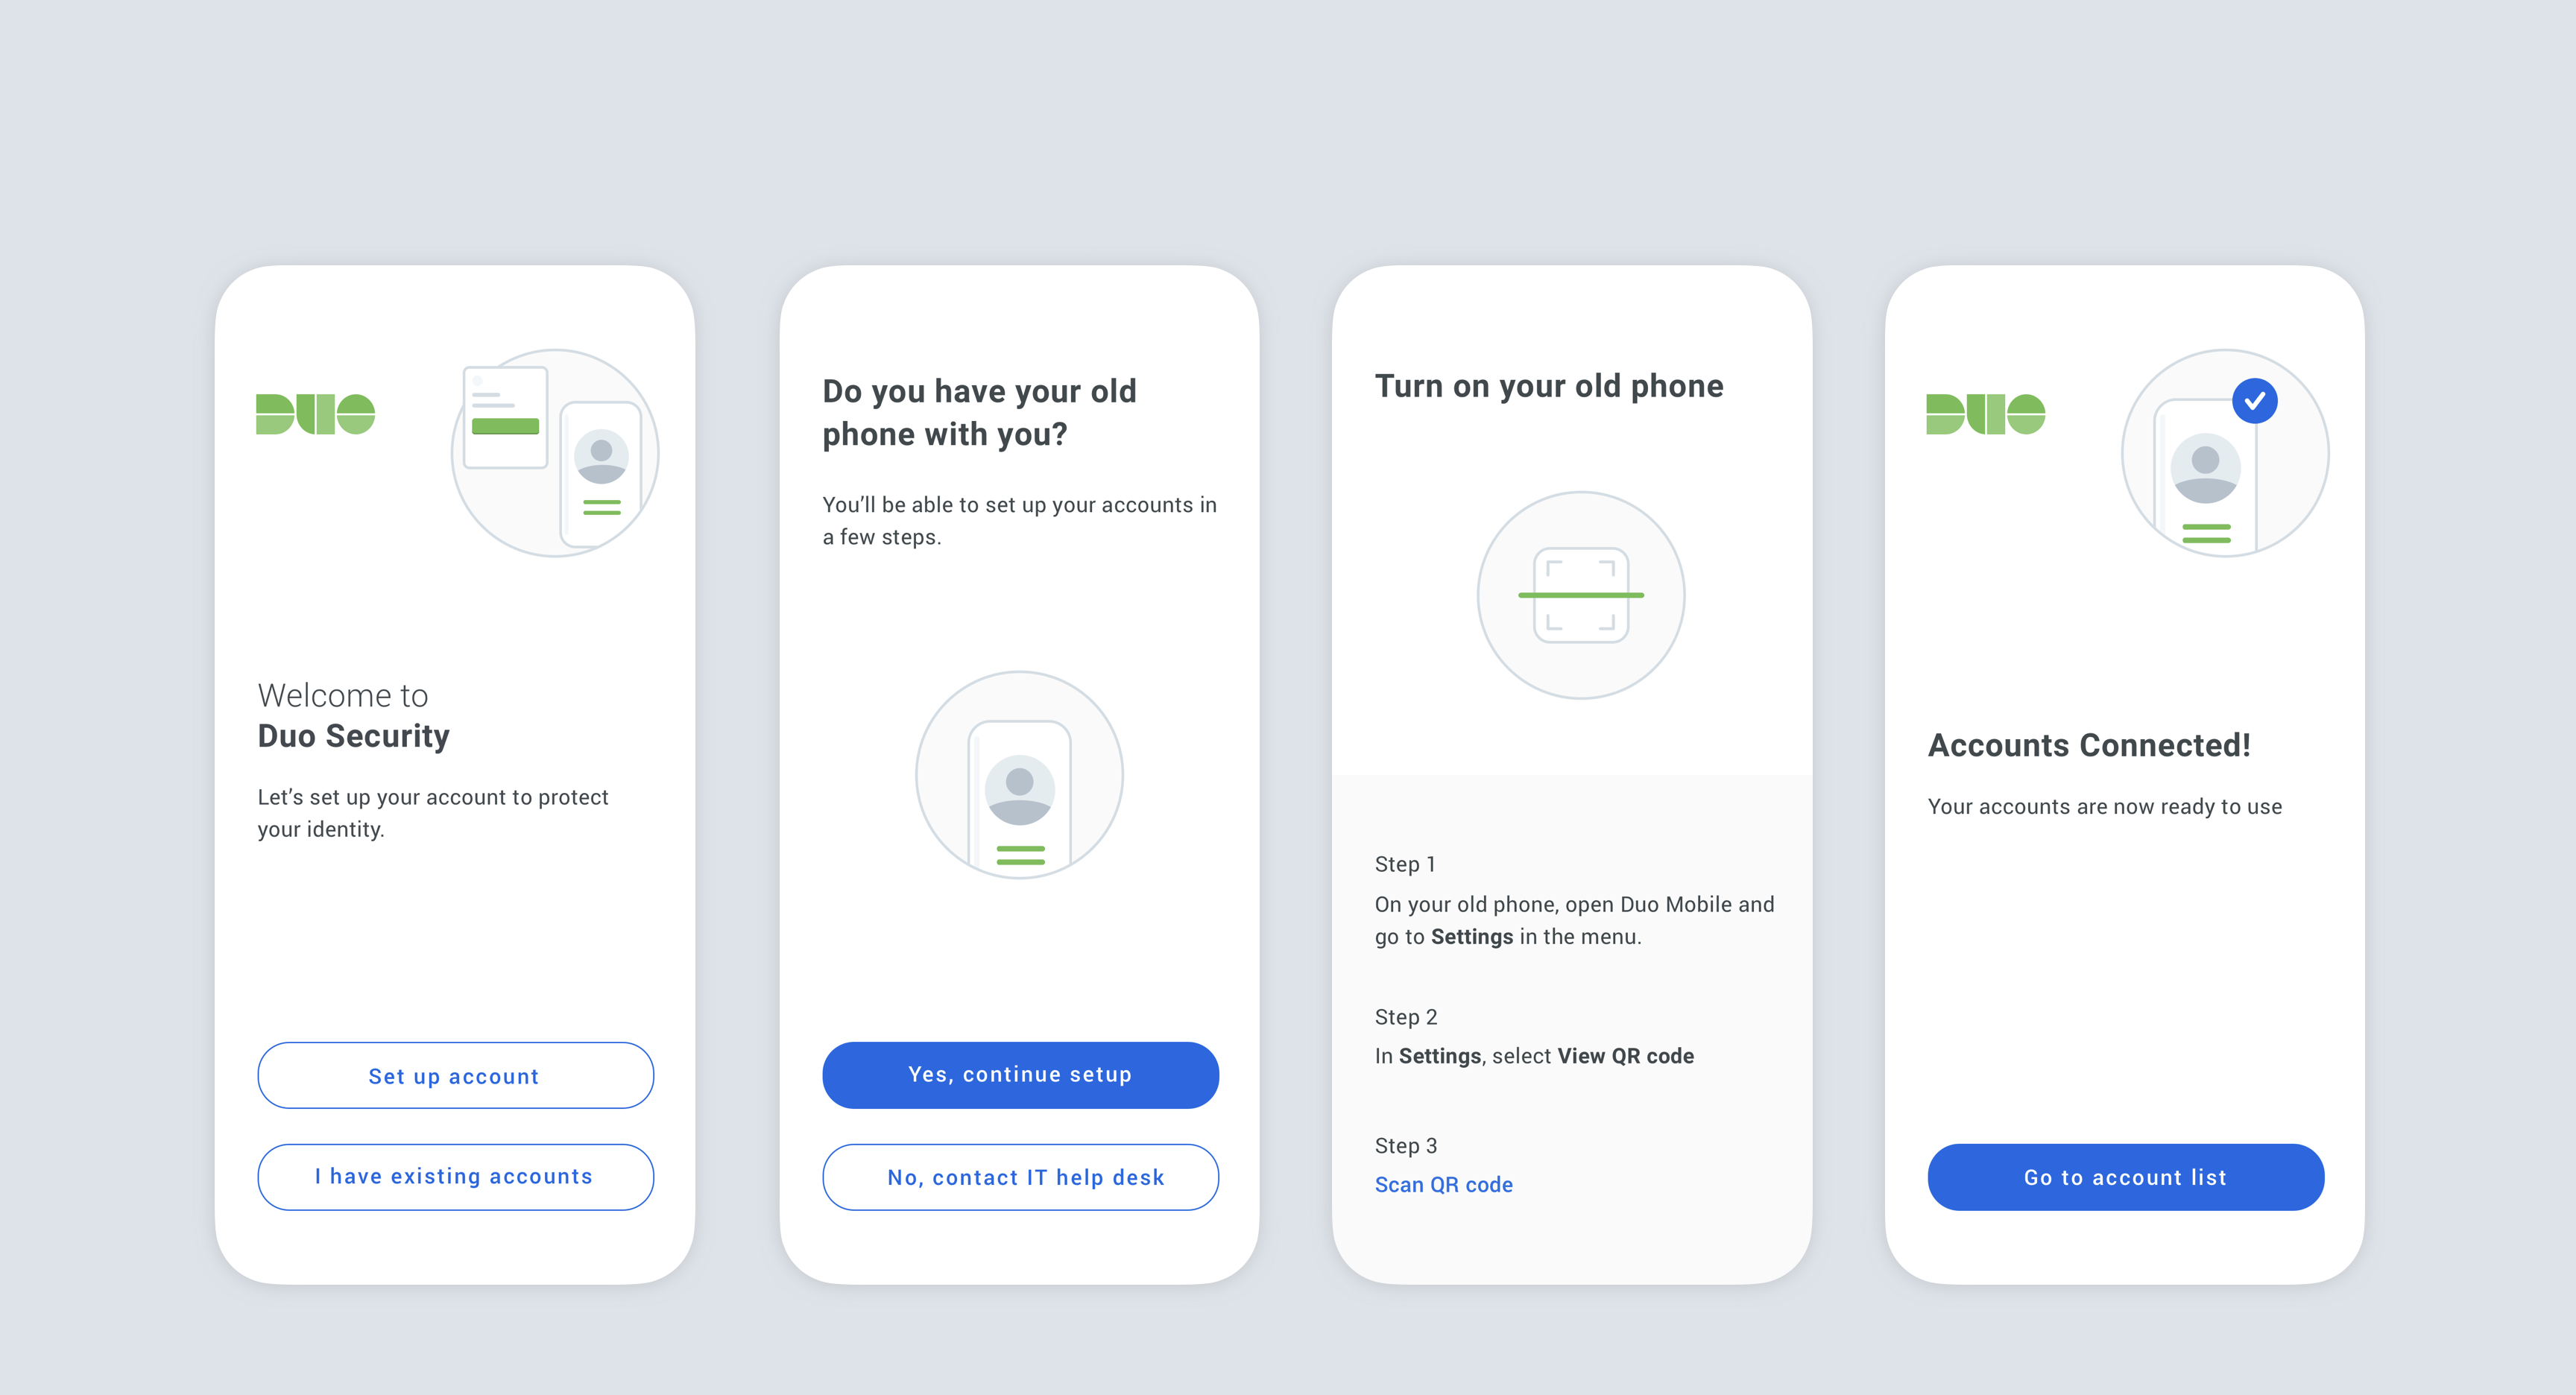 DUO
Welcome to
Duo Security
Let’s set up your account to protect
your identity.
Set up account
I have existing accounts
Do you have your old
phone with you?
You’ll be able to set up your accounts in
a few steps.
Yes, continue setup
No, contact IT help desk
Turn on your old phone
Step 1
On your old phone, open Duo Mobile and
go to Settings in the menu.
Step 2
In Settings, select View QR code
Step 3
Scan QR code
DUO
Accounts Connected!
Your accounts are now ready to use
Go to account list